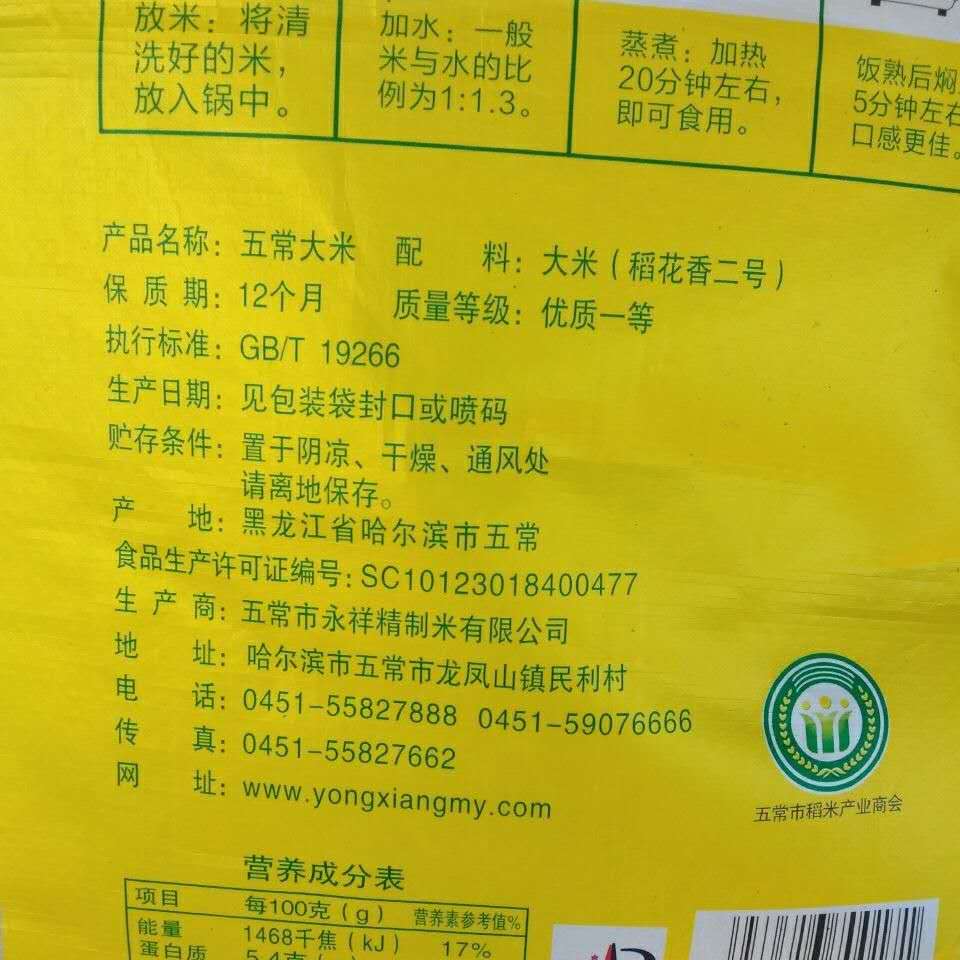 放米：将清
洗好的米，
放入锅中。
加水：一般
米与水的比
例为1:1.3。
蒸煮：加热
20分钟左右，
即可食用。
饭熟后焖
5分钟左右
口感更佳。
产品名称：五常大米 配 料：大米（稻花香二号）
保 质 期：12个月 质量等级：优质一等
执行标准：GB/T 19266
生产日期：见包装袋封口或喷码
贮存条件：置于阴凉、干燥、通风处
请离地保存。
产 地：黑龙江省哈尔滨市五常
食品生产许可证编号：SC10123018400477
生 产 商：五常市永祥精制米有限公司
地 址：哈尔滨市五常市龙凤山镇民利村
电 话：0451-55827888 0451-59076666
传 真：0451-55827662
网 址：www.yongxiangmy.com
五常市稻米产业商会
营养成分表
项目 每100克（g） 营养素参考值%
能量 1468千焦（kJ） 17%
蛋白质